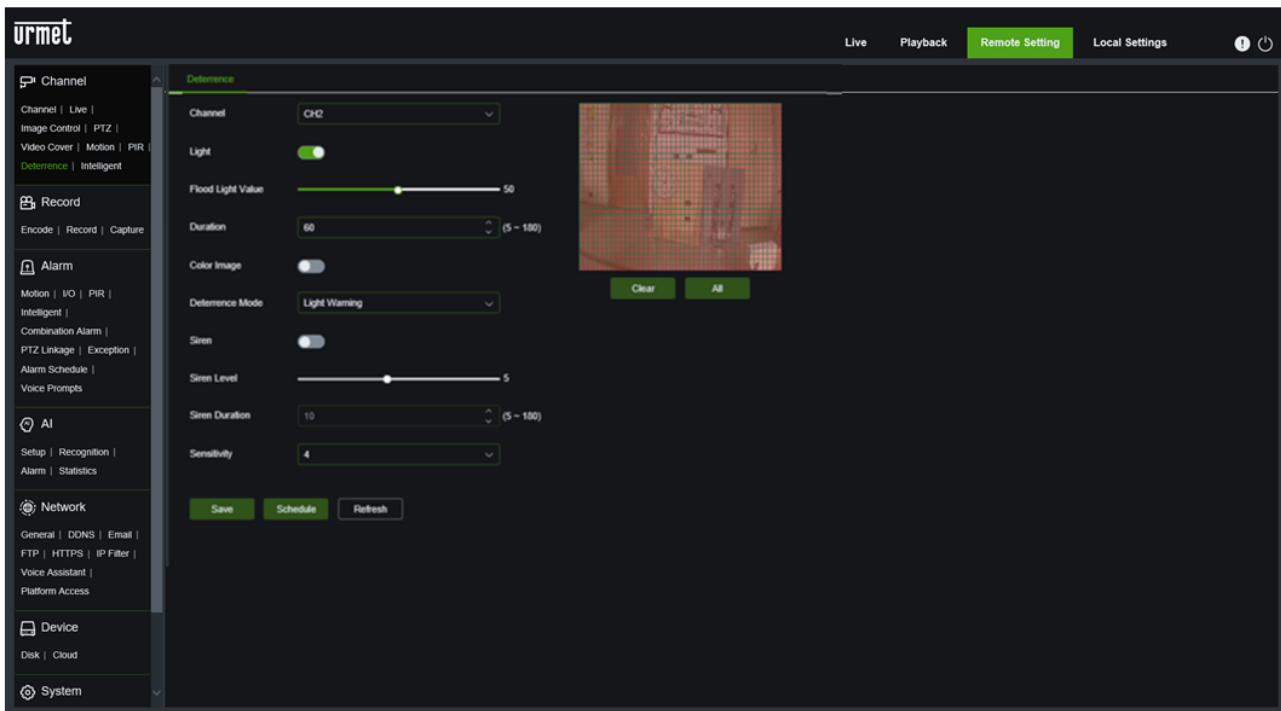 urmet
Live Playback Remote Setting Local Settings
Channel
Channel | Live |
Image Control | PTZ |
Video Cover | Motion | PIR |
Deterrence | Intelligent
Record
Encode | Record | Capture
Alarm
Motion | I/O | PIR |
Intelligent |
Combination Alarm |
PTZ Linkage | Exception |
Alarm Schedule |
Voice Prompts
AI
Setup | Recognition |
Alarm | Statistics
Network
General | DDNS | Email |
FTP | HTTPS | IP Filter |
Voice Assistant |
Platform Access
Device
Disk | Cloud
System
Deterrence
Channel CH2
Light
Flood Light Value 50
Duration 60 (5 ~ 180)
Color Image
Deterrence Mode Light Warning
Siren
Siren Level 5
Siren Duration 10 (5 ~ 180)
Sensitivity 4
Save Schedule Refresh
Clear All